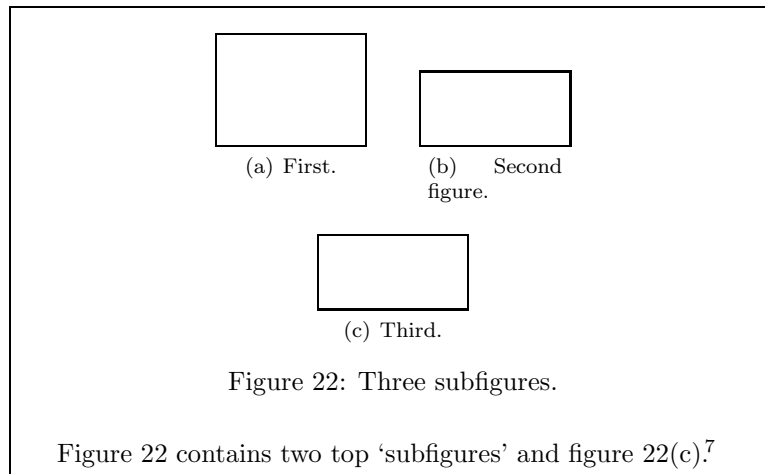 (a) First.
(b) Second
figure.
(c) Third.
Figure 22: Three subfigures.
Figure 22 contains two top ‘subfigures’ and figure 22(c).7